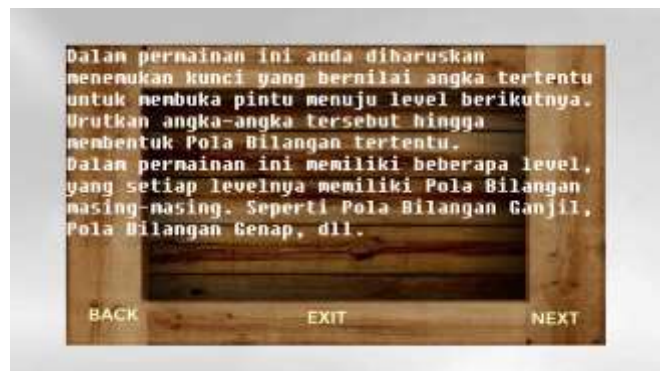 Dalam permainan ini anda diharuskan
menemukan kunci yang bernilai angka tertentu
untuk membuka pintu menuju level berikutnya.
Urutkan angka-angka tersebut hingga
membentuk Pola Bilangan tertentu.
Dalam permainan ini memiliki beberapa level,
yang setiap levelnya memiliki Pola Bilangan
masing-masing. Seperti Pola Bilangan Ganjil,
Pola Bilangan Genap, dll.
BACK EXIT NEXT